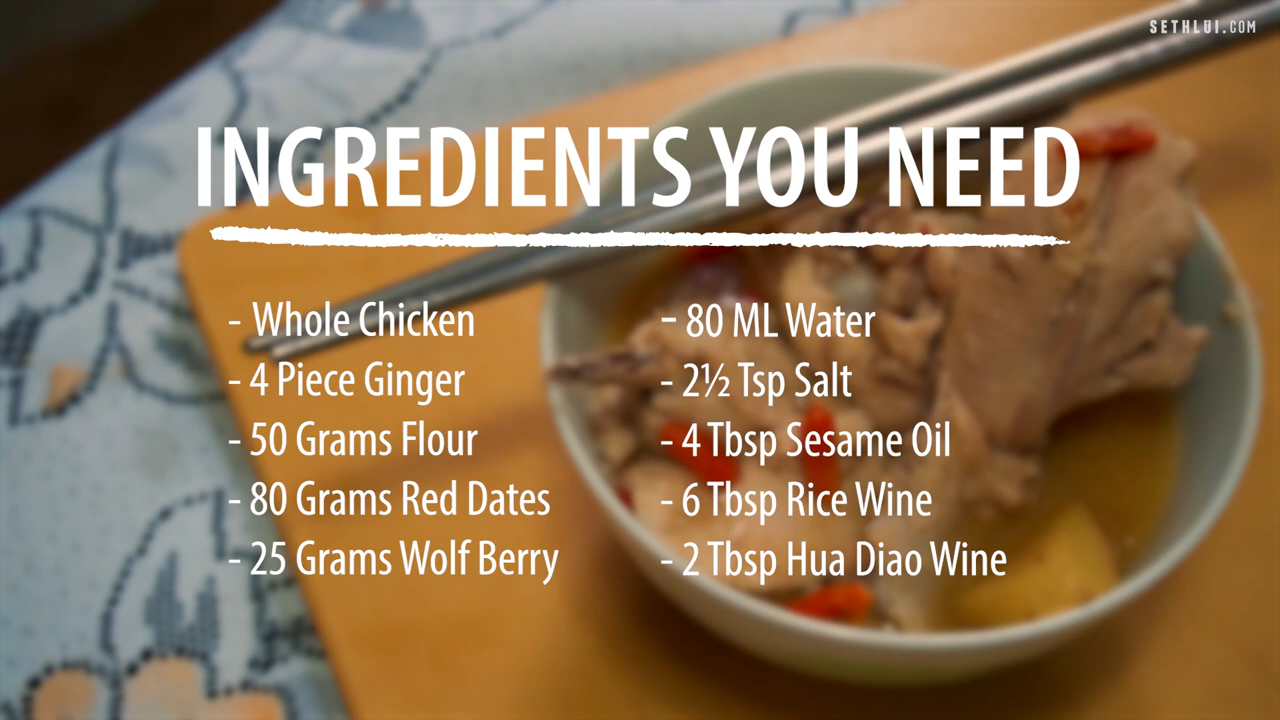 SETHLUI.COM
INGREDIENTS YOU NEED
- Whole Chicken
- 4 Piece Ginger
- 50 Grams Flour
- 80 Grams Red Dates
- 25 Grams Wolf Berry
- 80 ML Water
- 2½ Tsp Salt
- 4 Tbsp Sesame Oil
- 6 Tbsp Rice Wine
- 2 Tbsp Hua Diao Wine